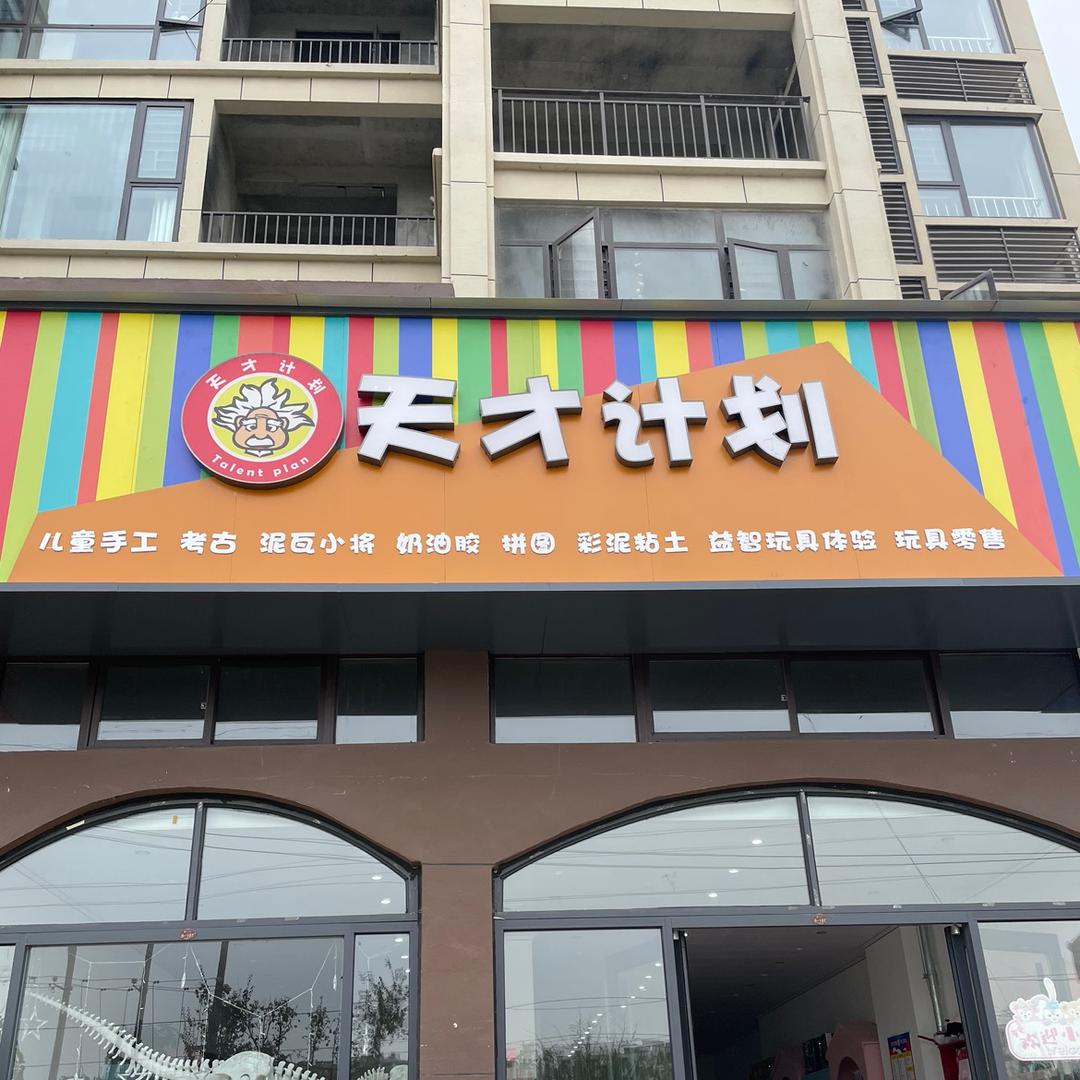 天才计划
Talent plan
天才计划
儿童手工 考古 泥瓦小将 奶油胶 拼图 彩泥粘土 益智玩具体验 玩具零售